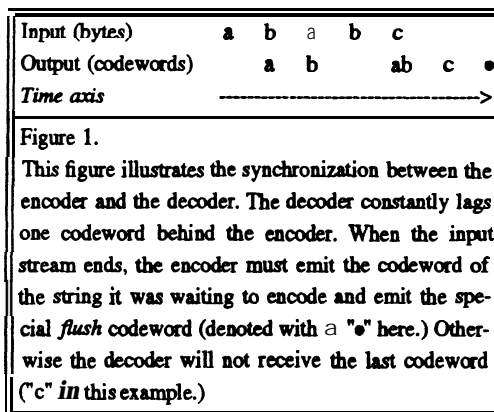 Input (bytes) a b a b c
Output (codewords) a b ab c •
Time axis ------------------------------------>
Figure 1.
This figure illustrates the synchronization between the
encoder and the decoder. The decoder constantly lags
one codeword behind the encoder. When the input
stream ends, the encoder must emit the codeword of
the string it was waiting to encode and emit the spe-
cial flush codeword (denoted with a "•" here.) Other-
wise the decoder will not receive the last codeword
("c" in this example.)